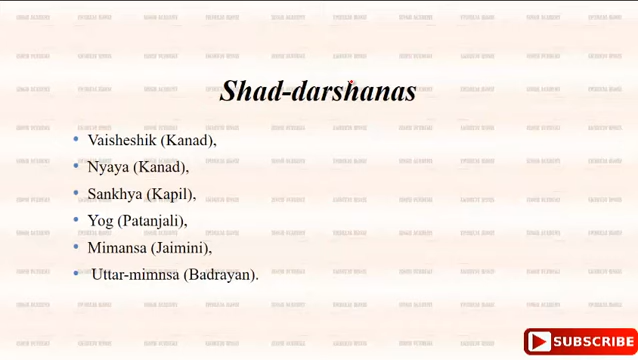 Shad-darshanas
• Vaisheshik (Kanad),
• Nyaya (Kanad),
• Sankhya (Kapil),
• Yog (Patanjali),
• Mimansa (Jaimini),
• Uttar-mimnsa (Badrayan).
SUBSCRIBE